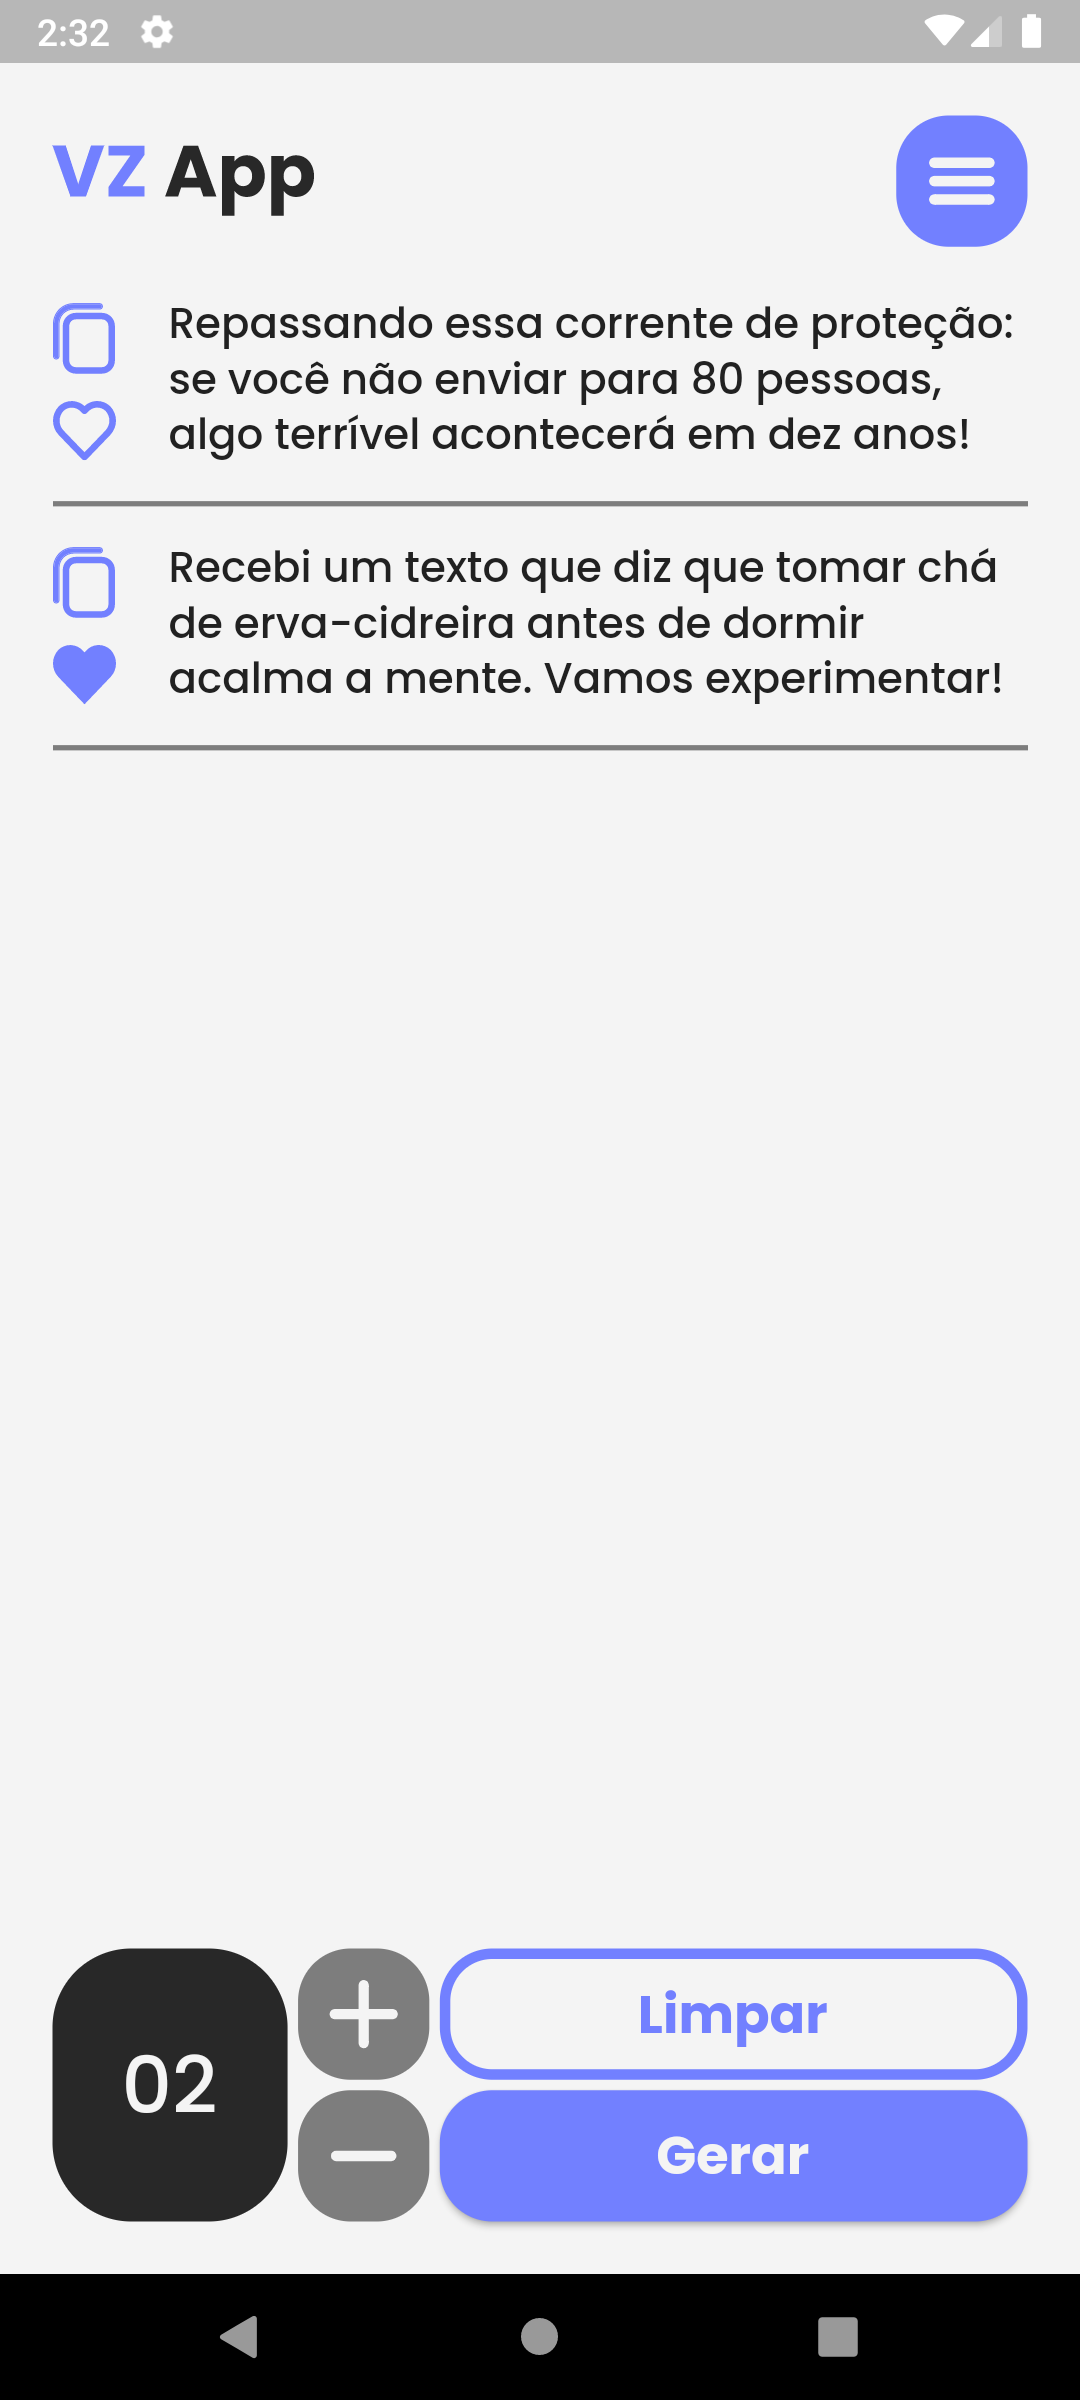 2:32
VZ App
Repassando essa corrente de proteção:
se você não enviar para 80 pessoas,
algo terrível acontecerá em dez anos!
Recebi um texto que diz que tomar chá
de erva-cidreira antes de dormir
acalma a mente. Vamos experimentar!
02
Limpar
Gerar